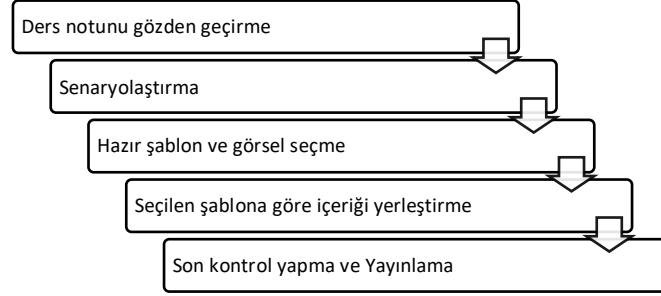 Ders notunu gözden geçirme
Senaryolaştırma
Hazır şablon ve görsel seçme
Seçilen şablona göre içeriği yerleştirme
Son kontrol yapma ve Yayınlama